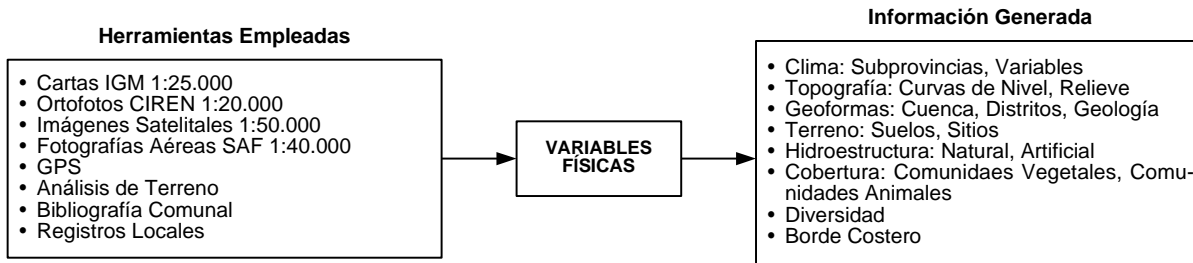 Herramientas Empleadas
• Cartas IGM 1:25.000
• Ortofotos CIREN 1:20.000
• Imágenes Satelitales 1:50.000
• Fotografías Aéreas SAF 1:40.000
• GPS
• Análisis de Terreno
• Bibliografía Comunal
• Registros Locales
VARIABLES
FÍSICAS
Información Generada
• Clima: Subprovincias, Variables
• Topografía: Curvas de Nivel, Relieve
• Geoformas: Cuenca, Distritos, Geología
• Terreno: Suelos, Sitios
• Hidroestructura: Natural, Artificial
• Cobertura: Comunidaes Vegetales, Comu-
nidades Animales
• Diversidad
• Borde Costero